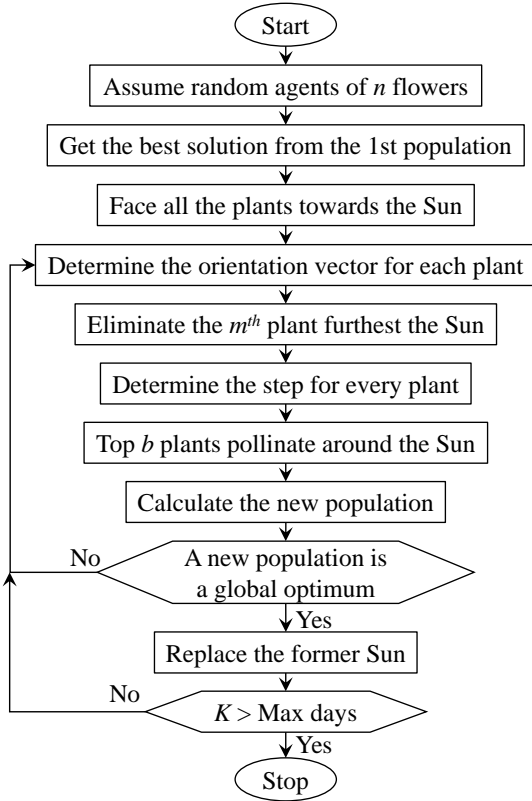 Start
Assume random agents of n flowers
Get the best solution from the 1st population
Face all the plants towards the Sun
Determine the orientation vector for each plant
Eliminate the mth plant furthest the Sun
Determine the step for every plant
Top b plants pollinate around the Sun
Calculate the new population
No
A new population is
a global optimum
Yes
Replace the former Sun
No
K > Max days
Yes
Stop